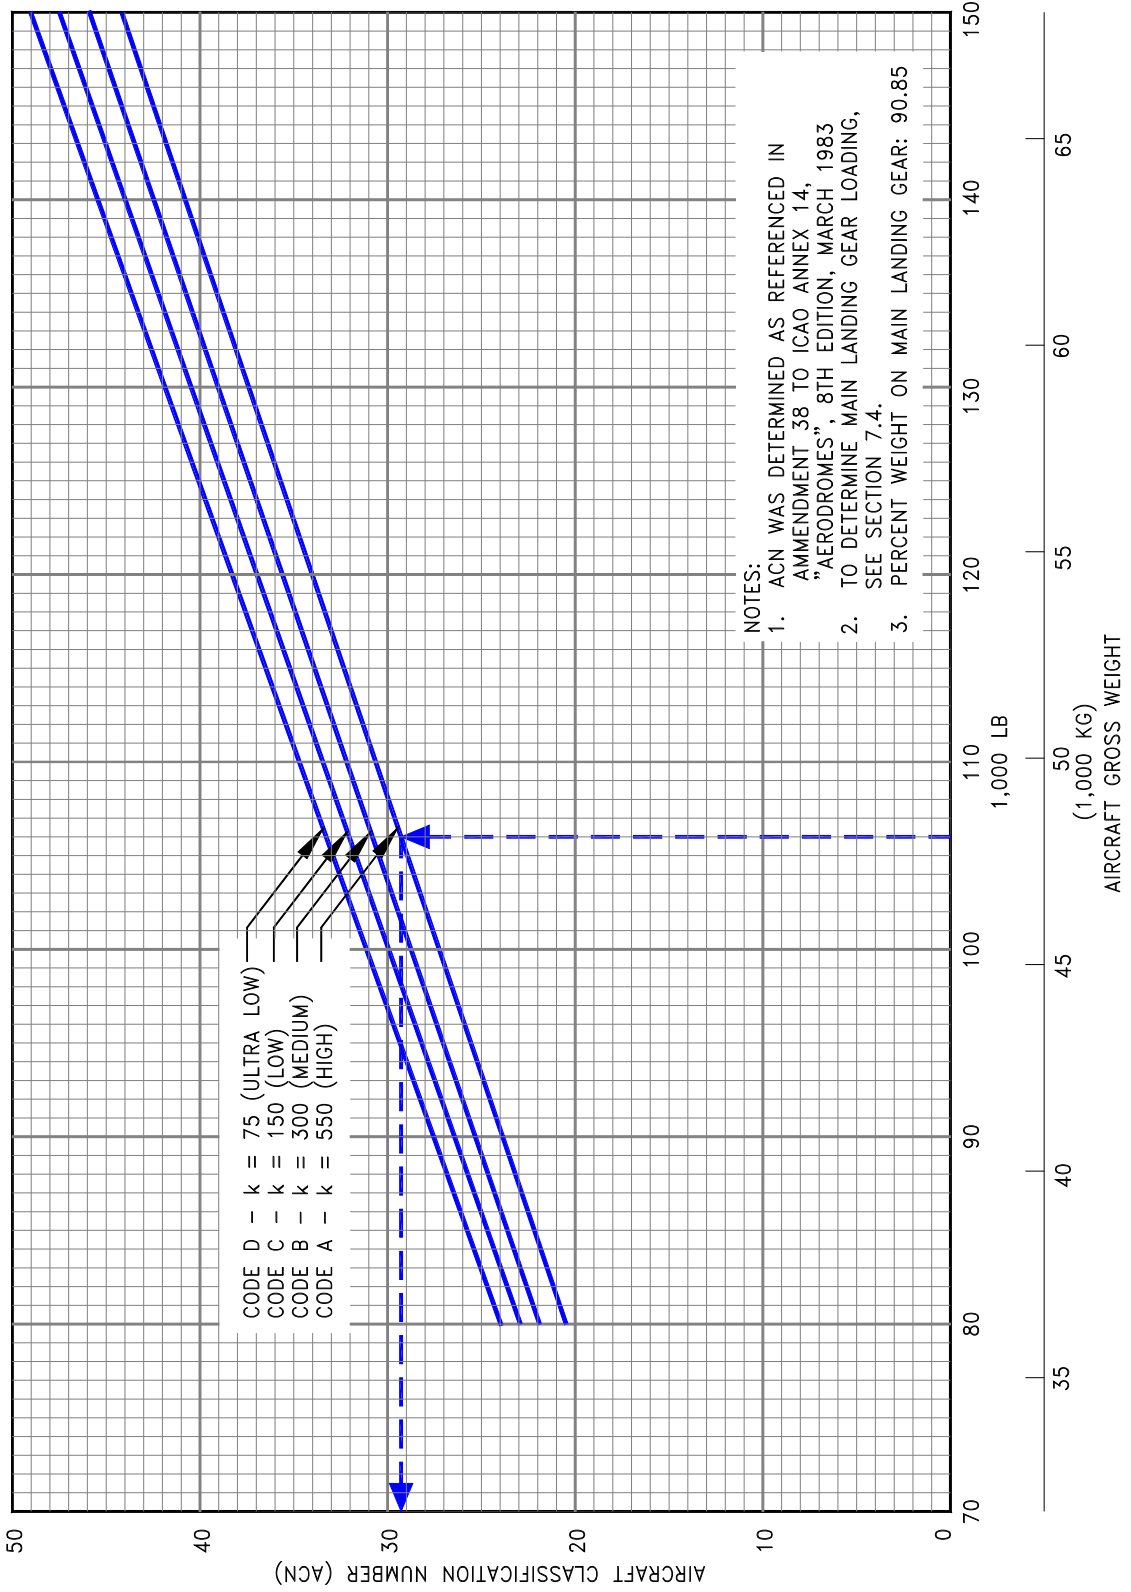 50
40
30
20
10
0
AIRCRAFT CLASSIFICATION NUMBER (ACN)
CODE D – k = 75 (ULTRA LOW)
CODE C – k = 150 (LOW)
CODE B – k = 300 (MEDIUM)
CODE A – k = 550 (HIGH)
NOTES:
1. ACN WAS DETERMINED AS REFERENCED IN
AMMENDMENT 38 TO ICAO ANNEX 14,
"AERODROMES", 8TH EDITION, MARCH 1983
2. TO DETERMINE MAIN LANDING GEAR LOADING,
SEE SECTION 7.4.
3. PERCENT WEIGHT ON MAIN LANDING GEAR: 90.85
70 80 90 100 110 120 130 140 150
1,000 LB
35 40 45 50 55 60 65
(1,000 KG)
AIRCRAFT GROSS WEIGHT